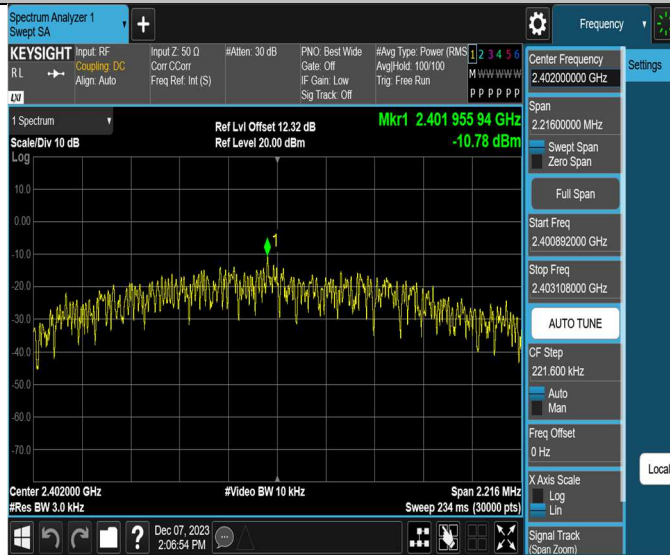 Spectrum Analyzer 1
Swept SA
Frequency
KEYSIGHT
RL
LXI
Input: RF
Coupling: DC
Align: Auto
Input Z: 50 Ω
Corr CCorr
Freq Ref: Int (S)
#Atten: 30 dB
PNO: Best Wide
Gate: Off
IF Gain: Low
Sig Track: Off
#Avg Type: Power (RMS
Avg|Hold: 100/100
Trig: Free Run
1 2 3 4 5 6
M W W W W W
P P P P P P
Center Frequency
2.402000000 GHz
Settings
Span
2.21600000 MHz
Swept Span
Zero Span
Full Span
Start Freq
2.400892000 GHz
Stop Freq
2.403108000 GHz
AUTO TUNE
CF Step
221.600 kHz
Auto
Man
Freq Offset
0 Hz
X Axis Scale
Log
Lin
Signal Track
(Span Zoom)
Local
1 Spectrum
Scale/Div 10 dB
Ref Lvl Offset 12.32 dB
Ref Level 20.00 dBm
Mkr1 2.401 955 94 GHz
-10.78 dBm
Log
10.0
0.00
-10.0
-20.0
-30.0
-40.0
-50.0
-60.0
-70.0
1
Center 2.402000 GHz
#Video BW 10 kHz
Span 2.216 MHz
#Res BW 3.0 kHz
Sweep 234 ms (30000 pts)
Dec 07, 2023
2:06:54 PM